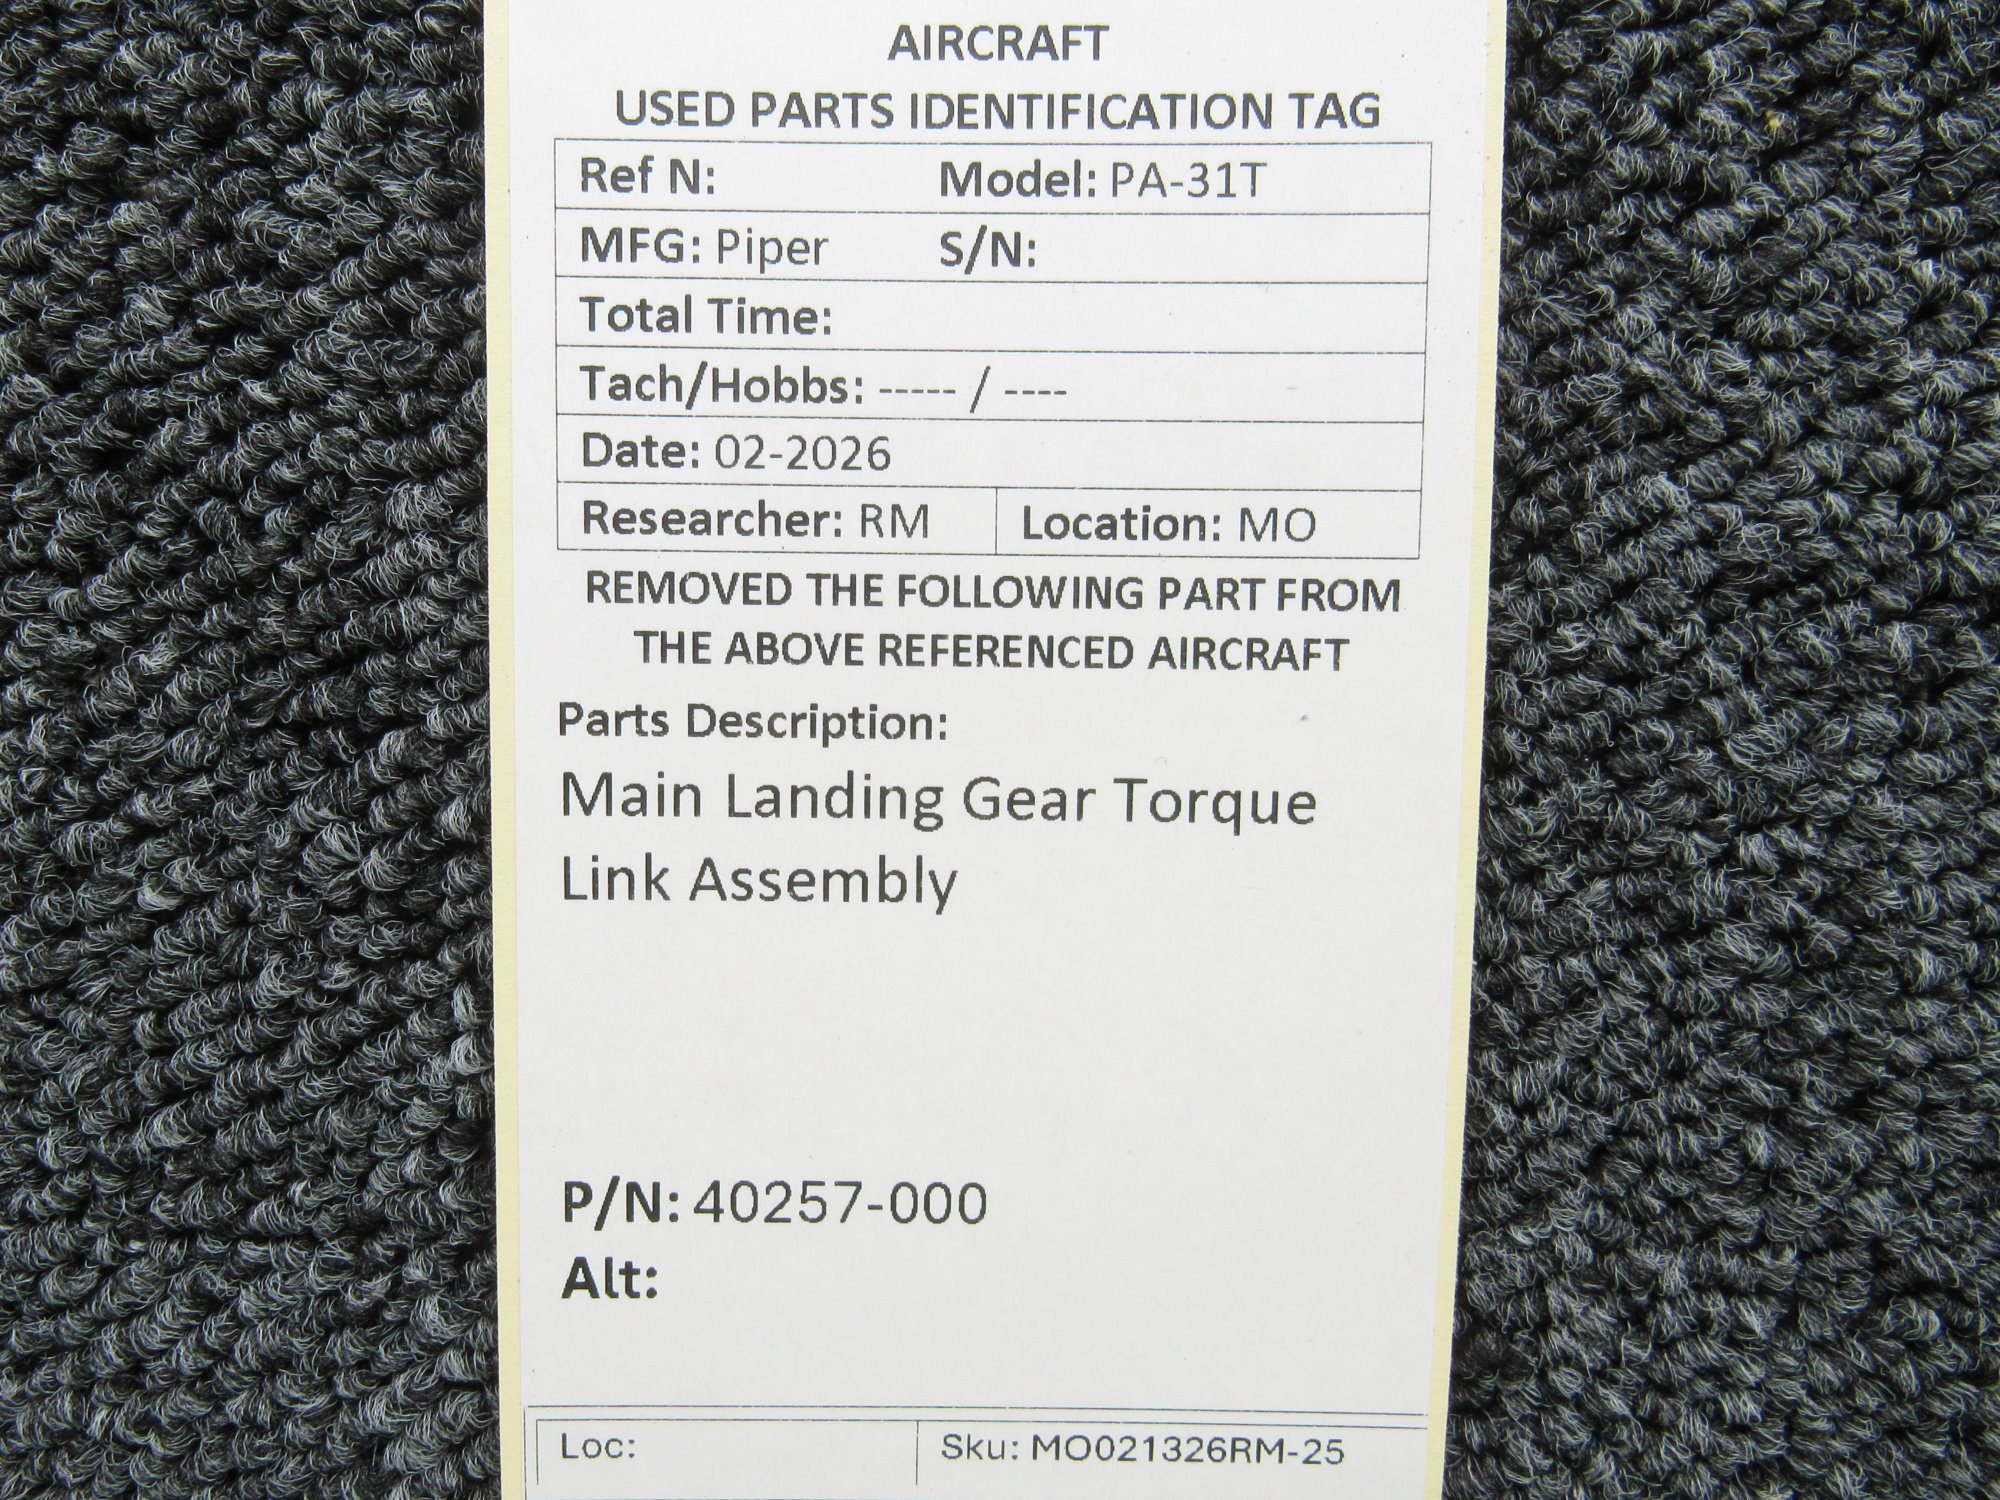 AIRCRAFT
USED PARTS IDENTIFICATION TAG
Ref N: Model: PA-31T
MFG: Piper S/N:
Total Time:
Tach/Hobbs: ----- / ----
Date: 02-2026
Researcher: RM Location: MO
REMOVED THE FOLLOWING PART FROM
THE ABOVE REFERENCED AIRCRAFT
Parts Description:
Main Landing Gear Torque
Link Assembly
P/N: 40257-000
Alt:
Loc: Sku: MO021326RM-25